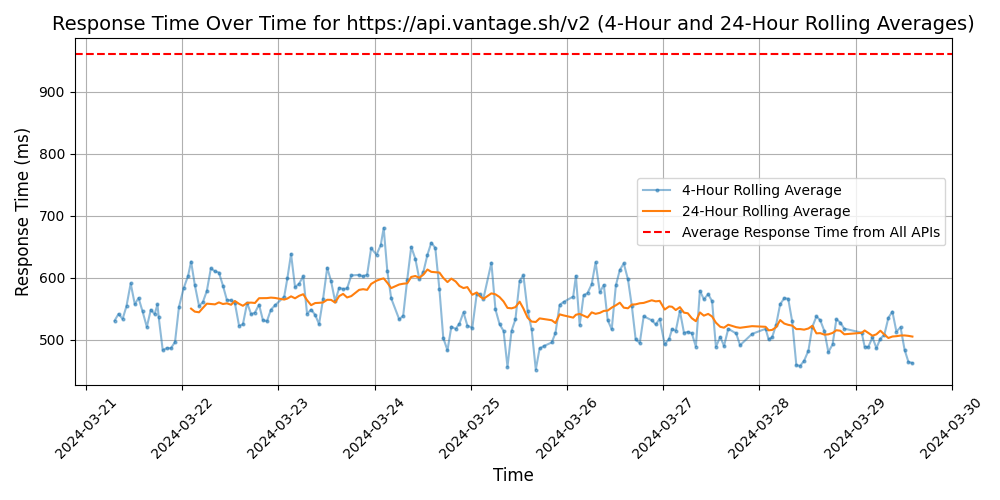 Response Time Over Time for https://api.vantage.sh/v2 (4-Hour and 24-Hour Rolling Averages)
Response Time (ms)
900
800
700
600
500
4-Hour Rolling Average
24-Hour Rolling Average
Average Response Time from All APIs
2024-03-21
2024-03-22
2024-03-23
2024-03-24
2024-03-25
2024-03-26
2024-03-27
2024-03-28
2024-03-29
2024-03-30
Time